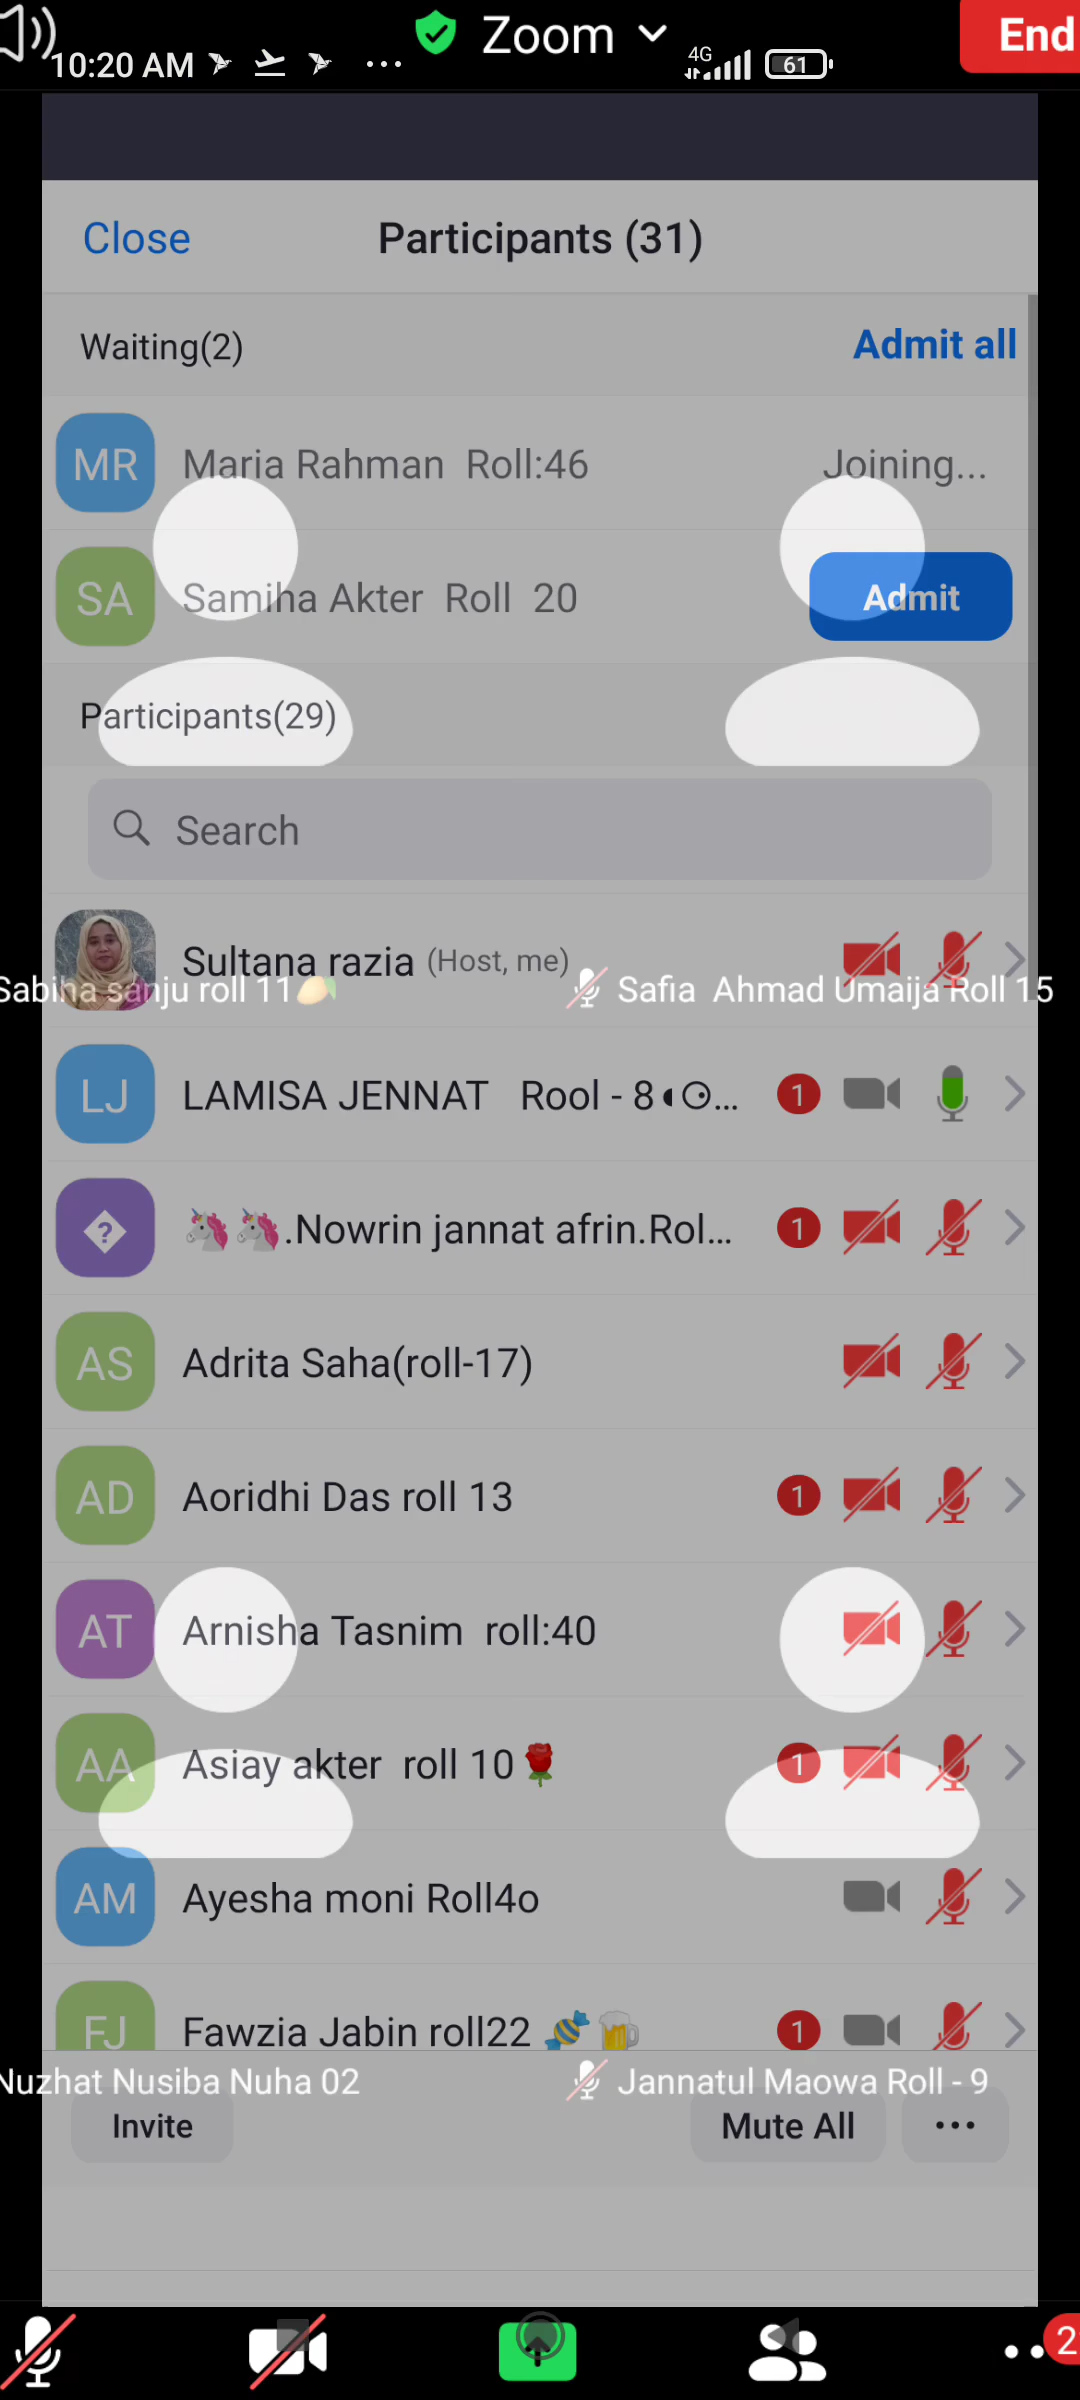 Zoom
End
10:20 AM
4G
61
Close
Participants (31)
Waiting(2)
Admit all
MR
Maria Rahman Roll:46
Joining...
SA
Samiha Akter Roll 20
Admit
Participants(29)
Search
Sultana razia (Host, me)
Sabiha sanju roll 11
Safia Ahmad Umaija Roll 15
LJ
LAMISA JENNAT Rool - 8◖⊙...
1
?
🦄🦄.Nowrin jannat afrin.Rol...
1
AS
Adrita Saha(roll-17)
AD
Aoridhi Das roll 13
1
AT
Arnisha Tasnim roll:40
AA
Asiay akter roll 10🌹
1
AM
Ayesha moni Roll4o
FJ
Fawzia Jabin roll22 🍬🍺
1
Nuzhat Nusiba Nuha 02
Jannatul Maowa Roll - 9
Invite
Mute All
...
2